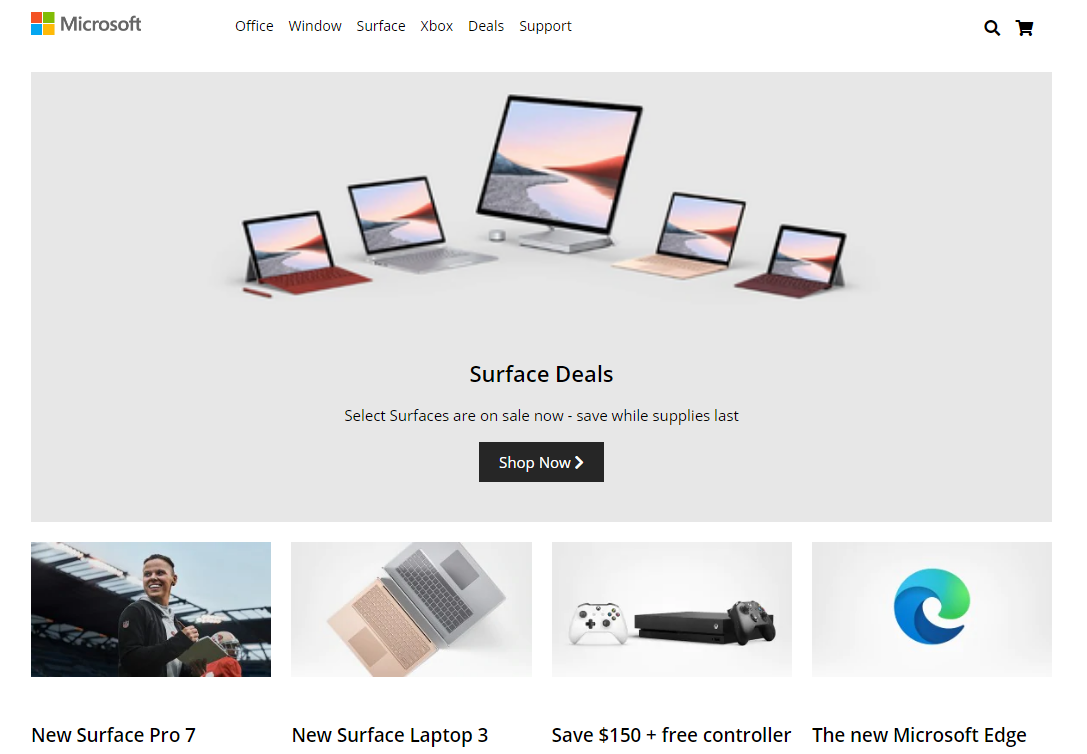 Microsoft
Office Window Surface Xbox Deals Support
Surface Deals
Select Surfaces are on sale now - save while supplies last
Shop Now
New Surface Pro 7
New Surface Laptop 3
Save $150 + free controller
The new Microsoft Edge